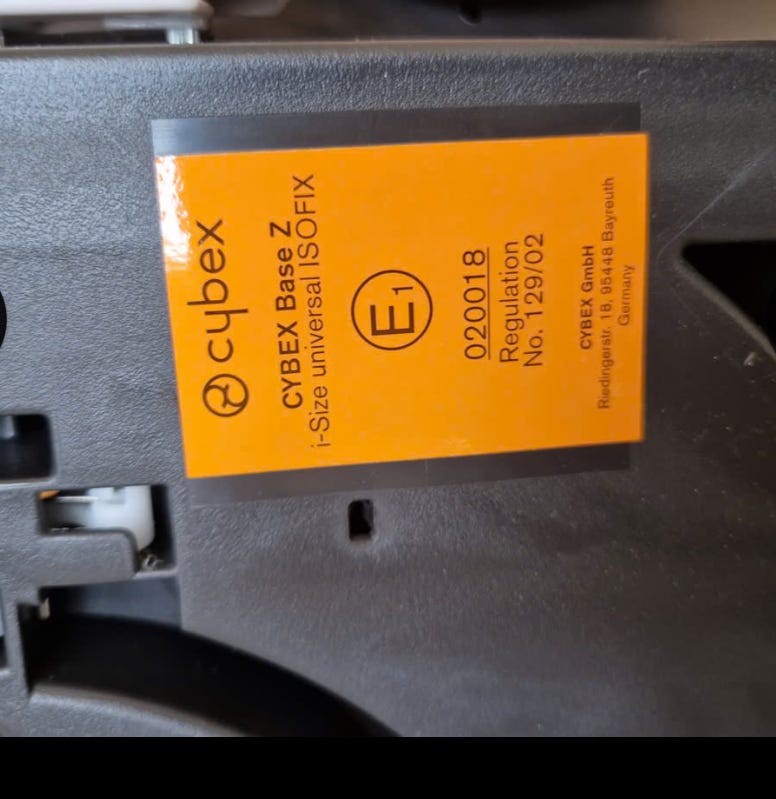 cybex
CYBEX Base Z
i-Size universal ISOFIX
E1
020018
Regulation
No. 129/02
CYBEX GmbH
Riedingerstr. 18, 95448 Bayreuth
Germany